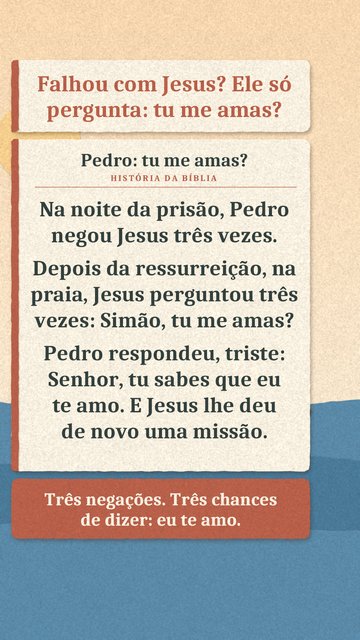 Falhou com Jesus? Ele só
pergunta: tu me amas?
Pedro: tu me amas?
HISTÓRIA DA BÍBLIA
Na noite da prisão, Pedro
negou Jesus três vezes.
Depois da ressurreição, na
praia, Jesus perguntou três
vezes: Simão, tu me amas?
Pedro respondeu, triste:
Senhor, tu sabes que eu
te amo. E Jesus lhe deu
de novo uma missão.
Três negações. Três chances
de dizer: eu te amo.